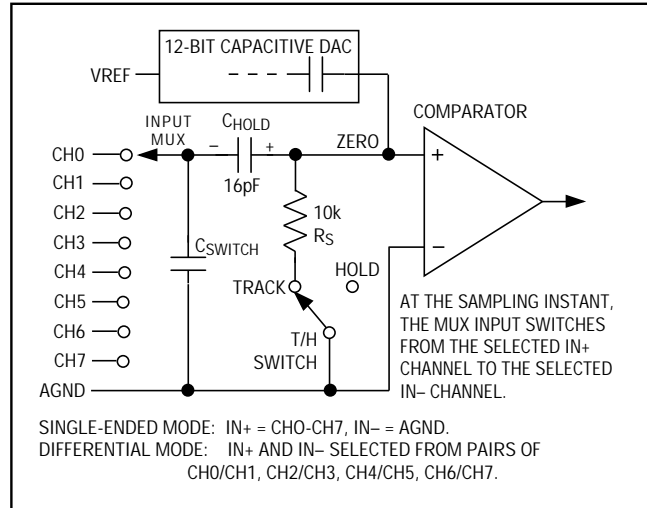 12-BIT CAPACITIVE DAC
VREF
COMPARATOR
INPUT
MUX
CHOLD
ZERO
–
+
16pF
+
CH0
CH1
CH2
CH3
CH4
CH5
CH6
CH7
AGND
CSWITCH
10k
RS
–
TRACK
HOLD
T/H
SWITCH
AT THE SAMPLING INSTANT,
THE MUX INPUT SWITCHES
FROM THE SELECTED IN+
CHANNEL TO THE SELECTED
IN– CHANNEL.
SINGLE-ENDED MODE: IN+ = CHO-CH7, IN– = AGND.
DIFFERENTIAL MODE: IN+ AND IN– SELECTED FROM PAIRS OF
CH0/CH1, CH2/CH3, CH4/CH5, CH6/CH7.